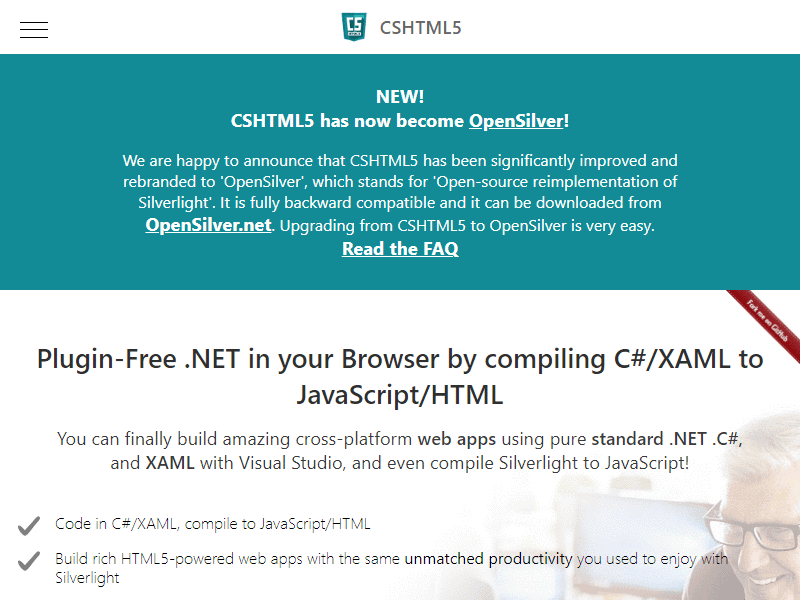 CSHTML5
NEW!
CSHTML5 has now become OpenSilver!
We are happy to announce that CSHTML5 has been significantly improved and
rebranded to 'OpenSilver', which stands for 'Open-source reimplementation of
Silverlight'. It is fully backward compatible and it can be downloaded from
OpenSilver.net. Upgrading from CSHTML5 to OpenSilver is very easy.
Read the FAQ
Fork me on GitHub
Plugin-Free .NET in your Browser by compiling C#/XAML to
JavaScript/HTML
You can finally build amazing cross-platform web apps using pure standard .NET .C#,
and XAML with Visual Studio, and even compile Silverlight to JavaScript!
Code in C#/XAML, compile to JavaScript/HTML
Build rich HTML5-powered web apps with the same unmatched productivity you used to enjoy with
Silverlight